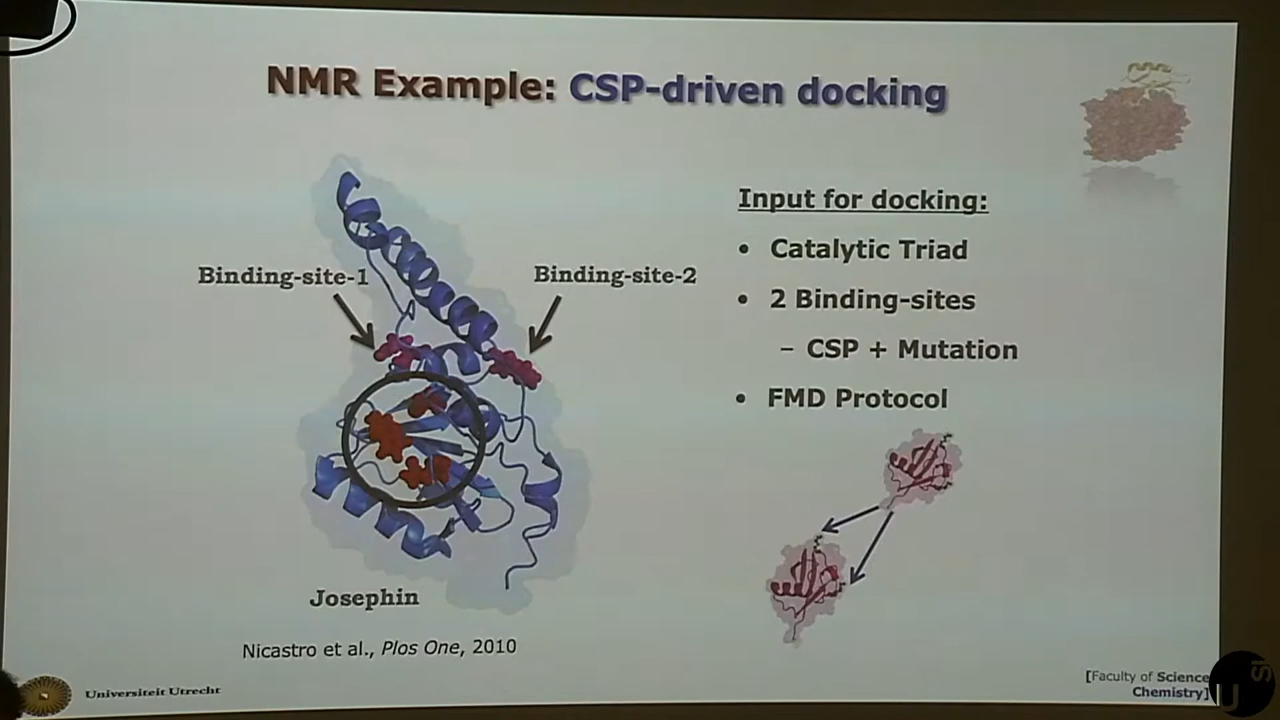 NMR Example: CSP-driven docking
Binding-site-1
Binding-site-2
Josephin
Nicastro et al., Plos One, 2010
Input for docking:
• Catalytic Triad
• 2 Binding-sites
– CSP + Mutation
• FMD Protocol
Universiteit Utrecht
[Faculty of Science
Chemistry]
U
SI